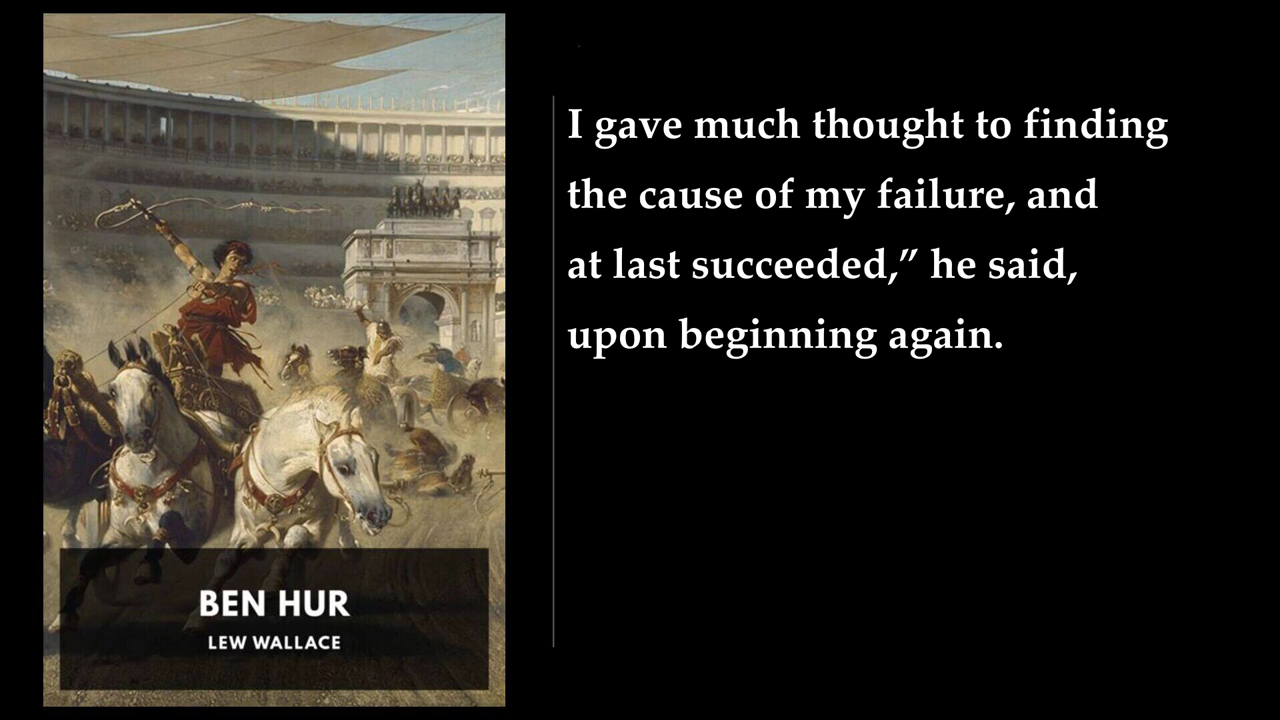 BEN HUR
LEW WALLACE
I gave much thought to finding
the cause of my failure, and
at last succeeded,” he said,
upon beginning again.